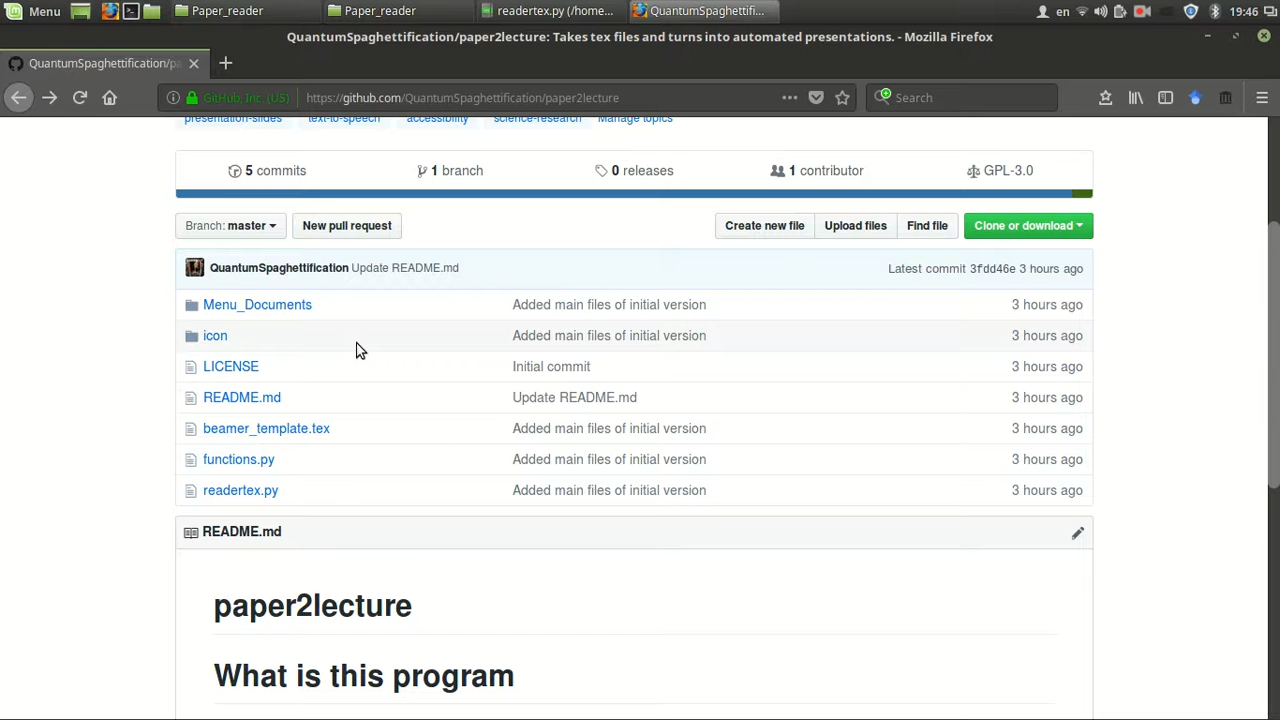 Menu Paper_reader Paper_reader readertex.py (/home... QuantumSpaghettifi... en 19:46
QuantumSpaghettification/paper2lecture: Takes tex files and turns into automated presentations. - Mozilla Firefox
QuantumSpaghettification/pa
GitHub, Inc. (US) https://github.com/QuantumSpaghettification/paper2lecture Search
presentation-slides text-to-speech accessibility science-research Manage topics
5 commits 1 branch 0 releases 1 contributor GPL-3.0
Branch: master New pull request Create new file Upload files Find file Clone or download
QuantumSpaghettification Update README.md Latest commit 3fdd46e 3 hours ago
Menu_Documents Added main files of initial version 3 hours ago
icon Added main files of initial version 3 hours ago
LICENSE Initial commit 3 hours ago
README.md Update README.md 3 hours ago
beamer_template.tex Added main files of initial version 3 hours ago
functions.py Added main files of initial version 3 hours ago
readertex.py Added main files of initial version 3 hours ago
README.md
paper2lecture
What is this program